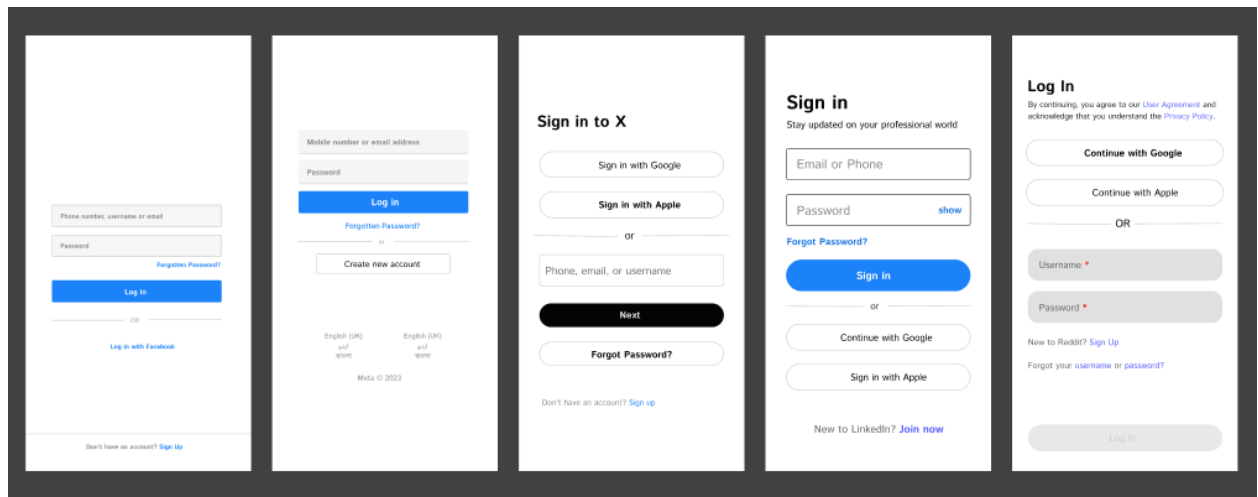 Phone number, username or email
Password
Forgotten Password?
Log in
OR
Log in with Facebook
Don't have an account? Sign Up
Mobile number or email address
Password
Log in
Forgotten Password?
or
Create new account
English (UK)
اردو
বাংলা
English (UK)
اردو
বাংলা
Meta © 2023
Sign in to X
Sign in with Google
Sign in with Apple
or
Phone, email, or username
Next
Forgot Password?
Don't have an account? Sign up
Sign in
Stay updated on your professional world
Email or Phone
Password
show
Forgot Password?
Sign in
or
Continue with Google
Sign in with Apple
New to LinkedIn? Join now
Log In
By continuing, you agree to our User Agreement and
acknowledge that you understand the Privacy Policy.
Continue with Google
Continue with Apple
OR
Username *
Password *
New to Reddit? Sign Up
Forgot your username or password?
Log In